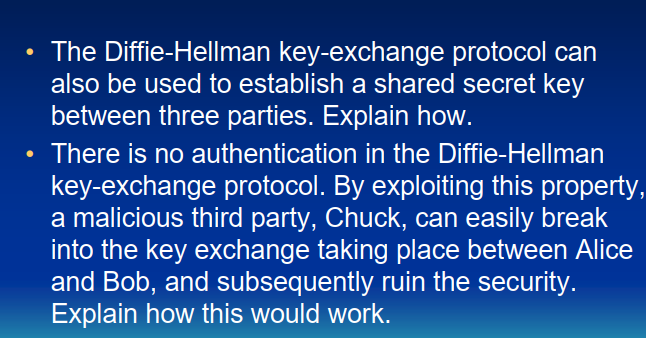 • The Diffie-Hellman key-exchange protocol can
also be used to establish a shared secret key
between three parties. Explain how.
• There is no authentication in the Diffie-Hellman
key-exchange protocol. By exploiting this property,
a malicious third party, Chuck, can easily break
into the key exchange taking place between Alice
and Bob, and subsequently ruin the security.
Explain how this would work.